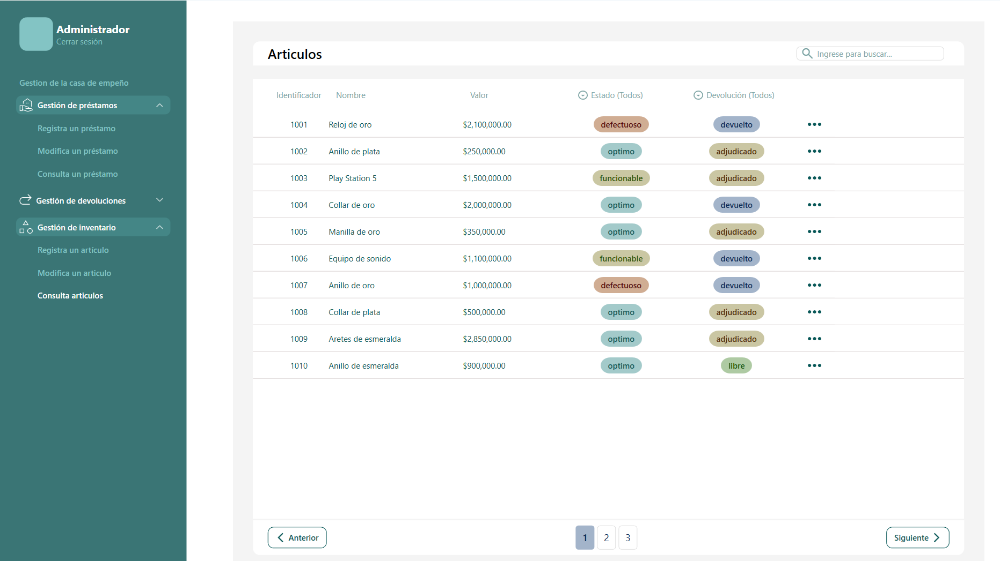 Administrador
Cerrar sesión
Gestion de la casa de empeño
Gestión de préstamos
Registra un préstamo
Modifica un préstamo
Consulta un préstamo
Gestión de devoluciones
Gestión de inventario
Registra un artículo
Modifica un articulo
Consulta articulos
Articulos
Ingrese para buscar...
Identificador Nombre Valor Estado (Todos) Devolución (Todos)
1001 Reloj de oro $2,100,000.00 defectuoso devuelto
1002 Anillo de plata $250,000.00 optimo adjudicado
1003 Play Station 5 $1,500,000.00 funcionable adjudicado
1004 Collar de oro $2,000,000.00 optimo devuelto
1005 Manilla de oro $350,000.00 optimo adjudicado
1006 Equipo de sonido $1,100,000.00 funcionable devuelto
1007 Anillo de oro $1,000,000.00 defectuoso devuelto
1008 Collar de plata $500,000.00 optimo adjudicado
1009 Aretes de esmeralda $2,850,000.00 optimo adjudicado
1010 Anillo de esmeralda $900,000.00 optimo libre
Anterior 1 2 3 Siguiente